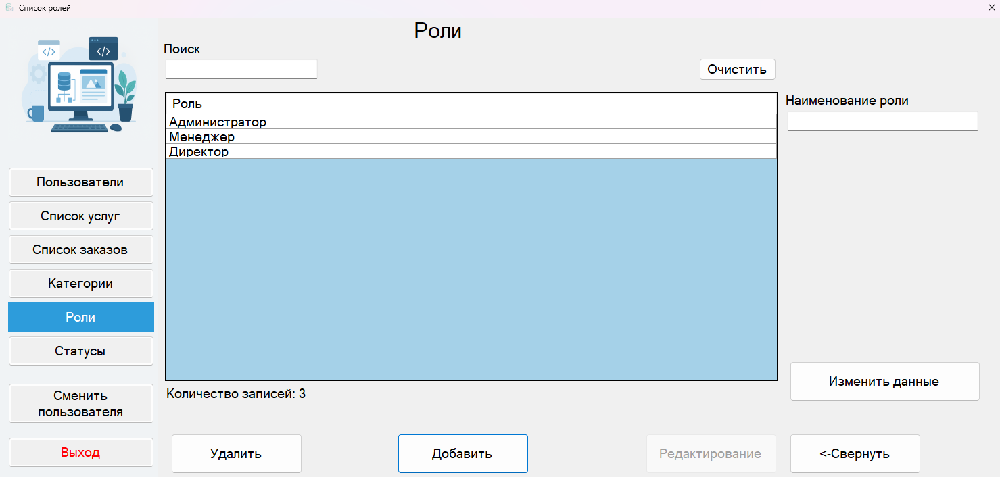 Список ролей
Роли
Поиск
Очистить
Роль
Администратор
Менеджер
Директор
Количество записей: 3
Наименование роли
Изменить данные
</>
</>
Пользователи
Список услуг
Список заказов
Категории
Роли
Статусы
Сменить
пользователя
Выход
Удалить
Добавить
Редактирование
<-Свернуть